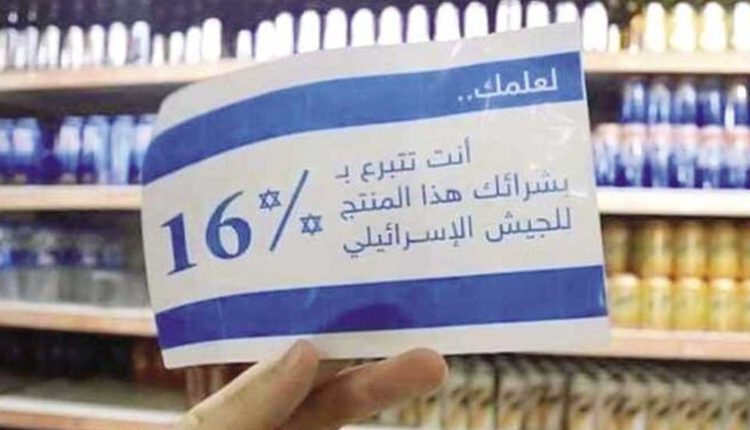 لعلمك..
أنت تتبرع بـ
بشرائك هذا المنتج
للجيش الإسرائيلي
16%